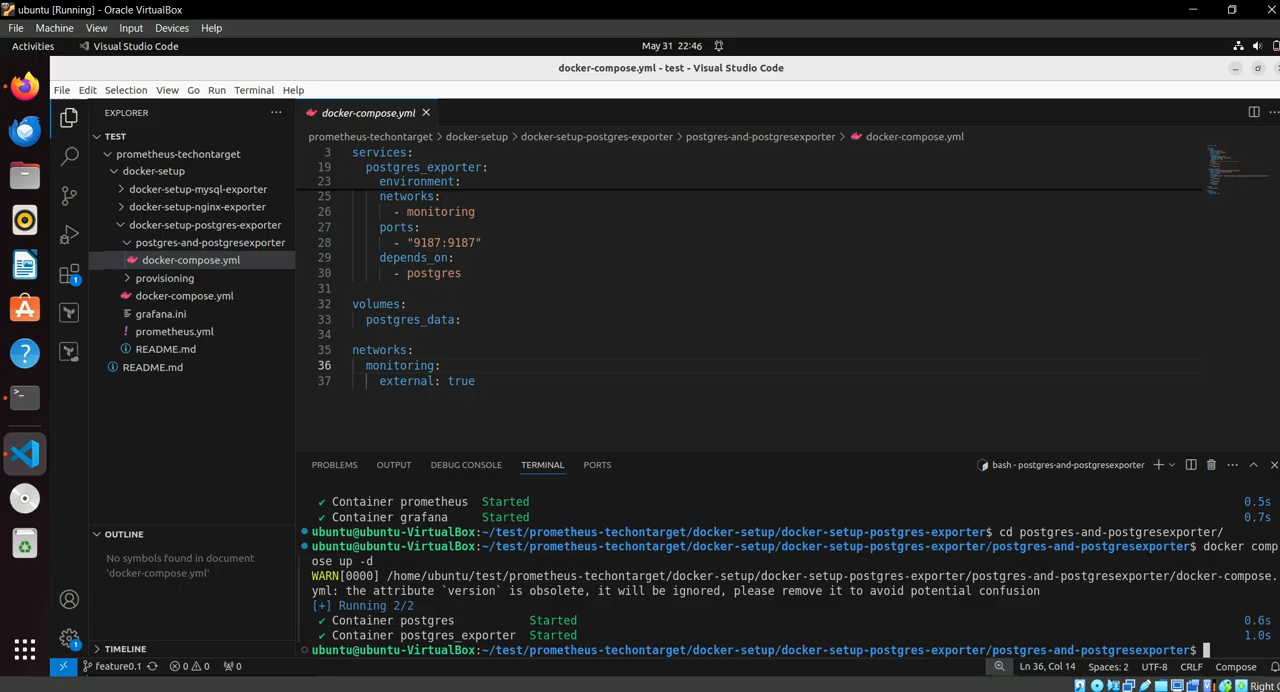 ubuntu [Running] - Oracle VirtualBox
File Machine View Input Devices Help
Activities Visual Studio Code May 31 22:46
docker-compose.yml - test - Visual Studio Code
File Edit Selection View Go Run Terminal Help
EXPLORER
TEST
prometheus-techontarget
docker-setup
docker-setup-mysql-exporter
docker-setup-nginx-exporter
docker-setup-postgres-exporter
postgres-and-postgresexporter
docker-compose.yml
provisioning
docker-compose.yml
grafana.ini
prometheus.yml
README.md
README.md
OUTLINE
No symbols found in document
'docker-compose.yml'
TIMELINE
docker-compose.yml
prometheus-techontarget > docker-setup > docker-setup-postgres-exporter > postgres-and-postgresexporter > docker-compose.yml
3 services:
19 postgres_exporter:
23 environment:
25 networks:
26 - monitoring
27 ports:
28 - "9187:9187"
29 depends_on:
30 - postgres
31
32 volumes:
33 postgres_data:
34
35 networks:
36 monitoring:
37 external: true
PROBLEMS OUTPUT DEBUG CONSOLE TERMINAL PORTS
bash - postgres-and-postgresexporter
✔ Container prometheus Started 0.5s
✔ Container grafana Started 0.7s
ubuntu@ubuntu-VirtualBox:~/test/prometheus-techontarget/docker-setup/docker-setup-postgres-exporter$ cd postgres-and-postgresexporter/
ubuntu@ubuntu-VirtualBox:~/test/prometheus-techontarget/docker-setup/docker-setup-postgres-exporter/postgres-and-postgresexporter$ docker comp
ose up -d
WARN[0000] /home/ubuntu/test/prometheus-techontarget/docker-setup/docker-setup-postgres-exporter/postgres-and-postgresexporter/docker-compose.
yml: the attribute `version` is obsolete, it will be ignored, please remove it to avoid potential confusion
[+] Running 2/2
✔ Container postgres Started 0.6s
✔ Container postgres_exporter Started 1.0s
ubuntu@ubuntu-VirtualBox:~/test/prometheus-techontarget/docker-setup/docker-setup-postgres-exporter/postgres-and-postgresexporter$
feature0.1 0 0 0 Ln 36, Col 14 Spaces: 2 UTF-8 CRLF Compose
Right